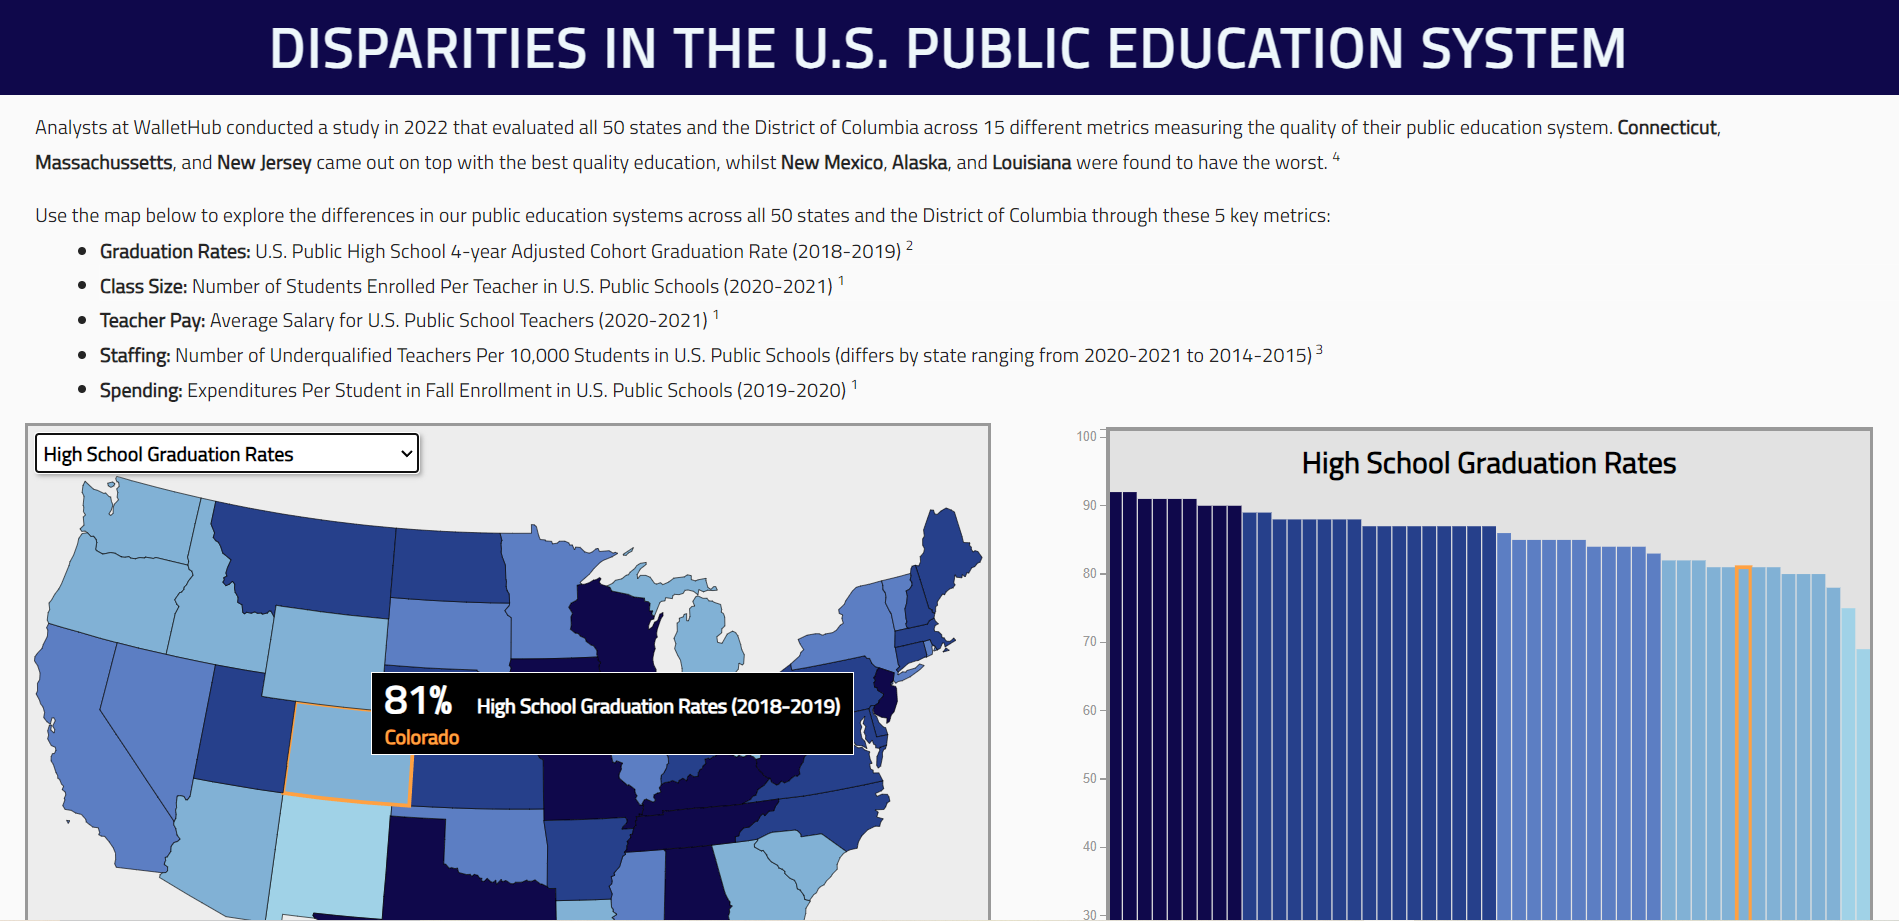 DISPARITIES IN THE U.S. PUBLIC EDUCATION SYSTEM
Analysts at WalletHub conducted a study in 2022 that evaluated all 50 states and the District of Columbia across 15 different metrics measuring the quality of their public education system. Connecticut,
Massachussetts, and New Jersey came out on top with the best quality education, whilst New Mexico, Alaska, and Louisiana were found to have the worst. 4
Use the map below to explore the differences in our public education systems across all 50 states and the District of Columbia through these 5 key metrics:
• Graduation Rates: U.S. Public High School 4-year Adjusted Cohort Graduation Rate (2018-2019) 2
• Class Size: Number of Students Enrolled Per Teacher in U.S. Public Schools (2020-2021) 1
• Teacher Pay: Average Salary for U.S. Public School Teachers (2020-2021) 1
• Staffing: Number of Underqualified Teachers Per 10,000 Students in U.S. Public Schools (differs by state ranging from 2020-2021 to 2014-2015) 3
• Spending: Expenditures Per Student in Fall Enrollment in U.S. Public Schools (2019-2020) 1
High School Graduation Rates
81% High School Graduation Rates (2018-2019)
Colorado
High School Graduation Rates
100
90
80
70
60
50
40
30